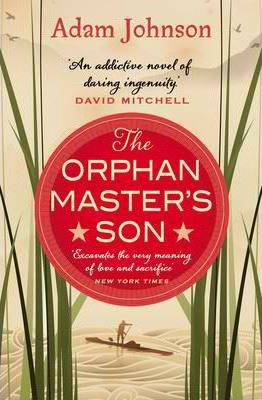 Adam Johnson
'An addictive novel of
daring ingenuity.'
DAVID MITCHELL
The
ORPHAN
MASTER'S
SON
'Excavates the very meaning
of love and sacrifice'
NEW YORK TIMES